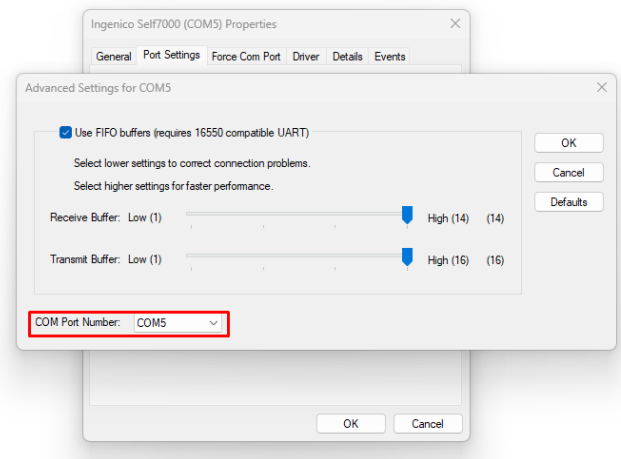 Ingenico Self7000 (COM5) Properties
General Port Settings Force Com Port Driver Details Events
Advanced Settings for COM5
Use FIFO buffers (requires 16550 compatible UART)
Select lower settings to correct connection problems.
Select higher settings for faster performance.
Receive Buffer: Low (1) High (14) (14)
Transmit Buffer: Low (1) High (16) (16)
OK
Cancel
Defaults
COM Port Number: COM5
OK Cancel